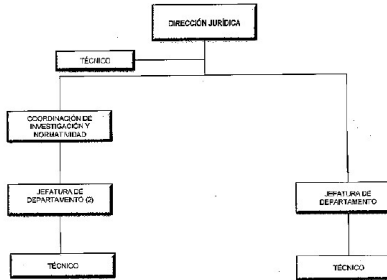 DIRECCIÓN JURÍDICA
TÉCNICO
COORDINACIÓN DE
INVESTIGACIÓN Y
NORMATIVIDAD
JEFATURA DE
DEPARTAMENTO (2)
TÉCNICO
JEFATURA DE
DEPARTAMENTO
TÉCNICO